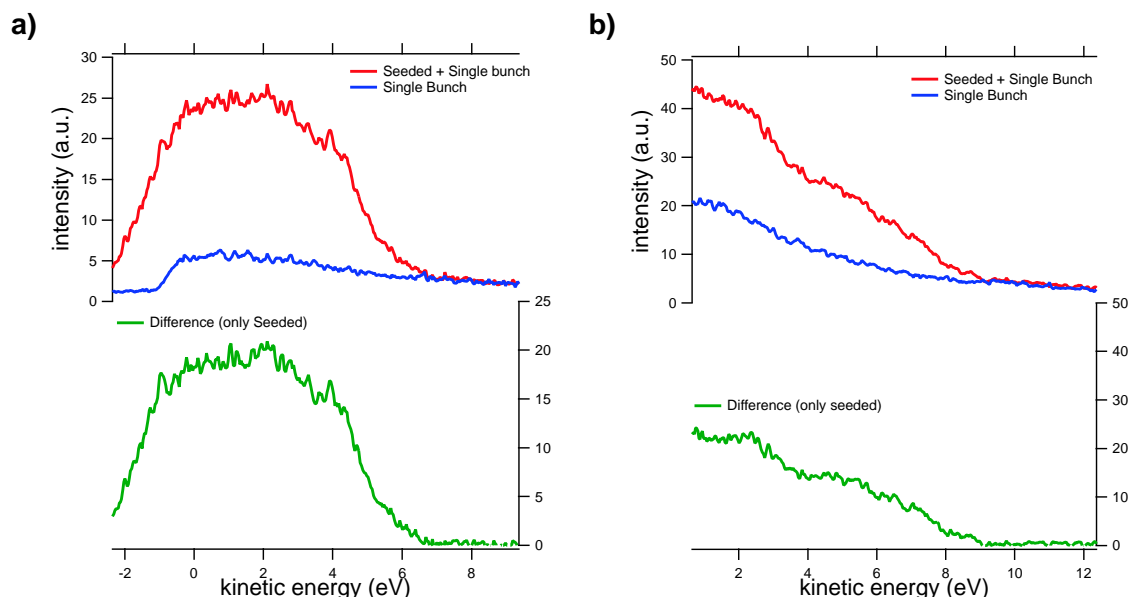 a)
30
25
20
15
10
5
0
intensity (a.u.)
Seeded + Single bunch
Single Bunch
25
20
15
10
5
0
Difference (only Seeded)
-2 0 2 4 6 8
kinetic energy (eV)
b)
50
40
30
20
10
0
intensity (a.u.)
Seeded + Single Bunch
Single Bunch
50
40
30
20
10
0
Difference (only seeded)
2 4 6 8 10 12
kinetic energy (eV)